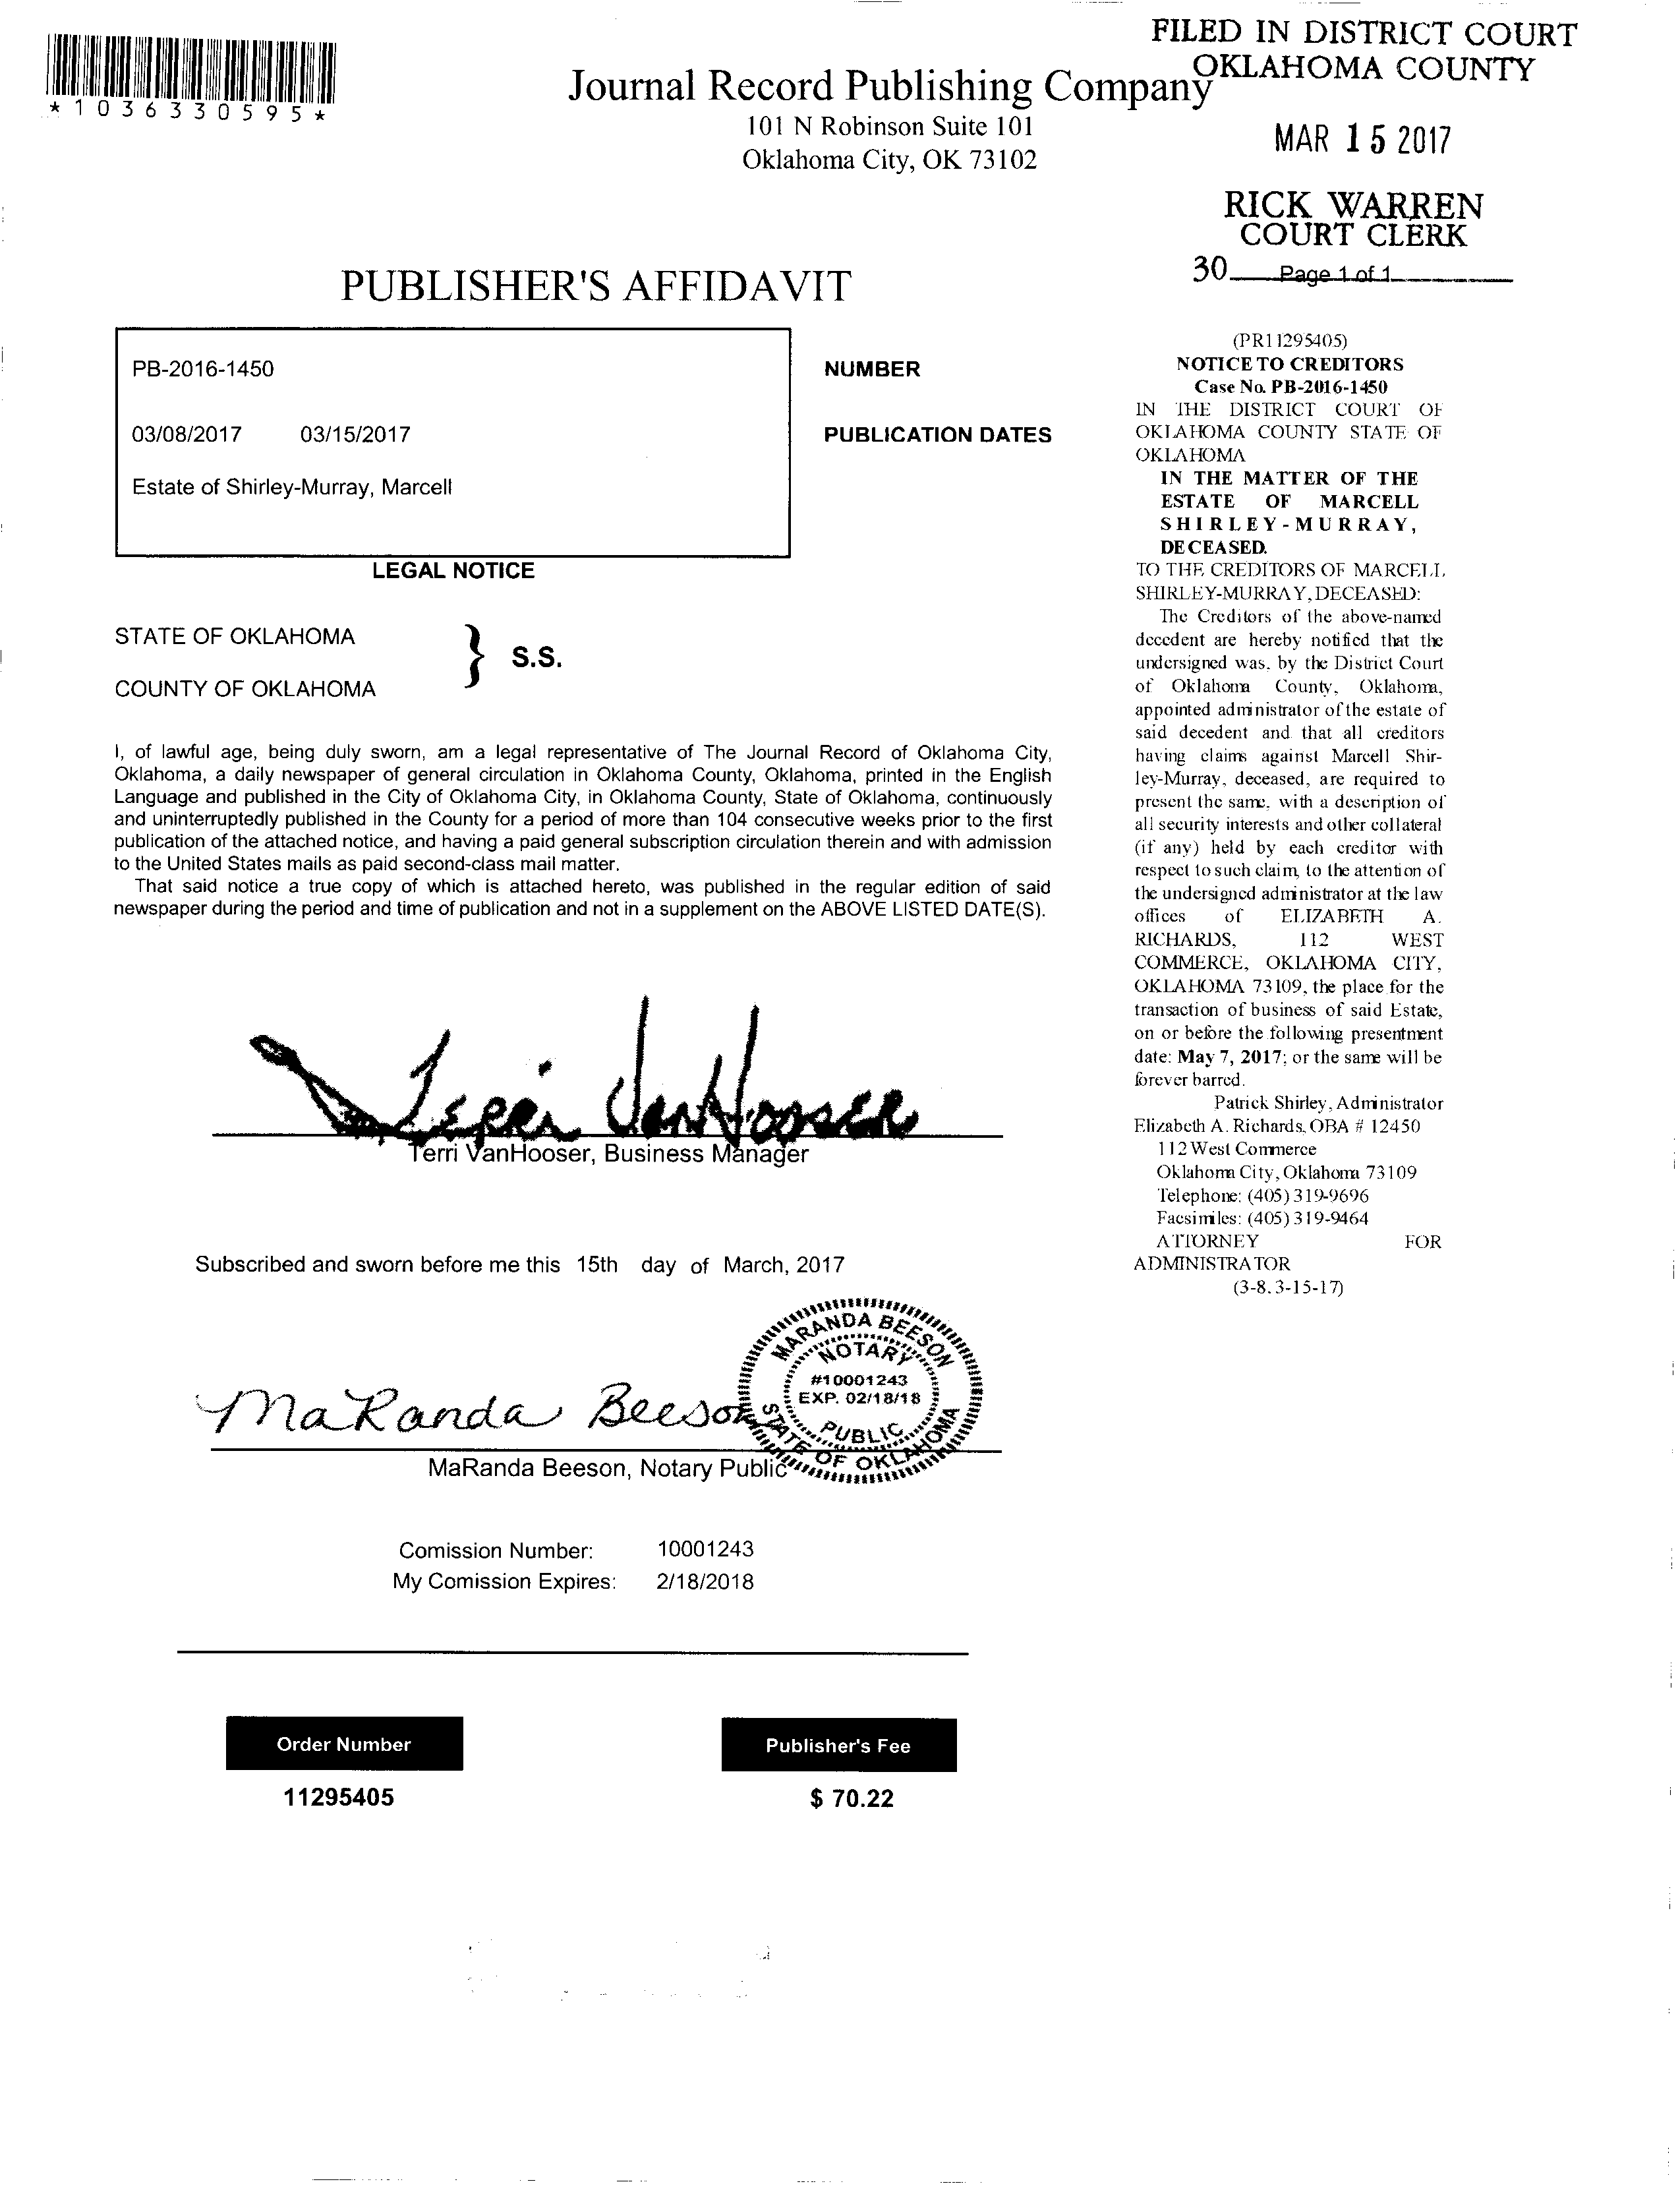 *1036330595*
Journal Record Publishing Company
101 N Robinson Suite 101
Oklahoma City, OK 73102
FILED IN DISTRICT COURT
OKLAHOMA COUNTY
MAR 15 2017
RICK WARREN
COURT CLERK
30 Page 1 of 1
PUBLISHER'S AFFIDAVIT
PB-2016-1450
NUMBER
03/08/2017 03/15/2017
PUBLICATION DATES
Estate of Shirley-Murray, Marcell
LEGAL NOTICE
STATE OF OKLAHOMA
} S.S.
COUNTY OF OKLAHOMA
I, of lawful age, being duly sworn, am a legal representative of The Journal Record of Oklahoma City,
Oklahoma, a daily newspaper of general circulation in Oklahoma County, Oklahoma, printed in the English
Language and published in the City of Oklahoma City, in Oklahoma County, State of Oklahoma, continuously
and uninterruptedly published in the County for a period of more than 104 consecutive weeks prior to the first
publication of the attached notice, and having a paid general subscription circulation therein and with admission
to the United States mails as paid second-class mail matter.
That said notice a true copy of which is attached hereto, was published in the regular edition of said
newspaper during the period and time of publication and not in a supplement on the ABOVE LISTED DATE(S).
Terri VanHooser
Terri VanHooser, Business Manager
Subscribed and sworn before me this 15th day of March, 2017
MaRanda Beeson
MARANDA BEESON
NOTARY
#10001243
EXP. 02/18/18
PUBLIC
STATE OF OKLAHOMA
MaRanda Beeson, Notary Public
Comission Number: 10001243
My Comission Expires: 2/18/2018
Order Number
Publisher's Fee
11295405
$ 70.22
(PR11295405)
NOTICE TO CREDITORS
Case No. PB-2016-1450
IN THE DISTRICT COURT OF
OKLAHOMA COUNTY STATE OF
OKLAHOMA
IN THE MATTER OF THE
ESTATE OF MARCELL
SHIRLEY-MURRAY,
DECEASED.
TO THE CREDITORS OF MARCELL
SHIRLEY-MURRAY, DECEASED:
The Creditors of the above-named
decedent are hereby notified that the
undersigned was, by the District Court
of Oklahoma County, Oklahoma,
appointed administrator of the estate of
said decedent and that all creditors
having claims against Marcell Shir-
ley-Murray, deceased, are required to
present the same, with a description of
all security interests and other collateral
(if any) held by each creditor with
respect to such claim, to the attention of
the undersigned administrator at the law
offices of ELIZABETH A.
RICHARDS, 112 WEST
COMMERCE, OKLAHOMA CITY,
OKLAHOMA 73109, the place for the
transaction of business of said Estate,
on or before the following presentment
date: May 7, 2017; or the same will be
forever barred.
Patrick Shirley, Administrator
Elizabeth A. Richards, OBA # 12450
112 West Commerce
Oklahoma City, Oklahoma 73109
Telephone: (405) 319-9696
Facsimiles: (405) 319-9464
ATTORNEY FOR
ADMINISTRATOR
(3-8, 3-15-17)